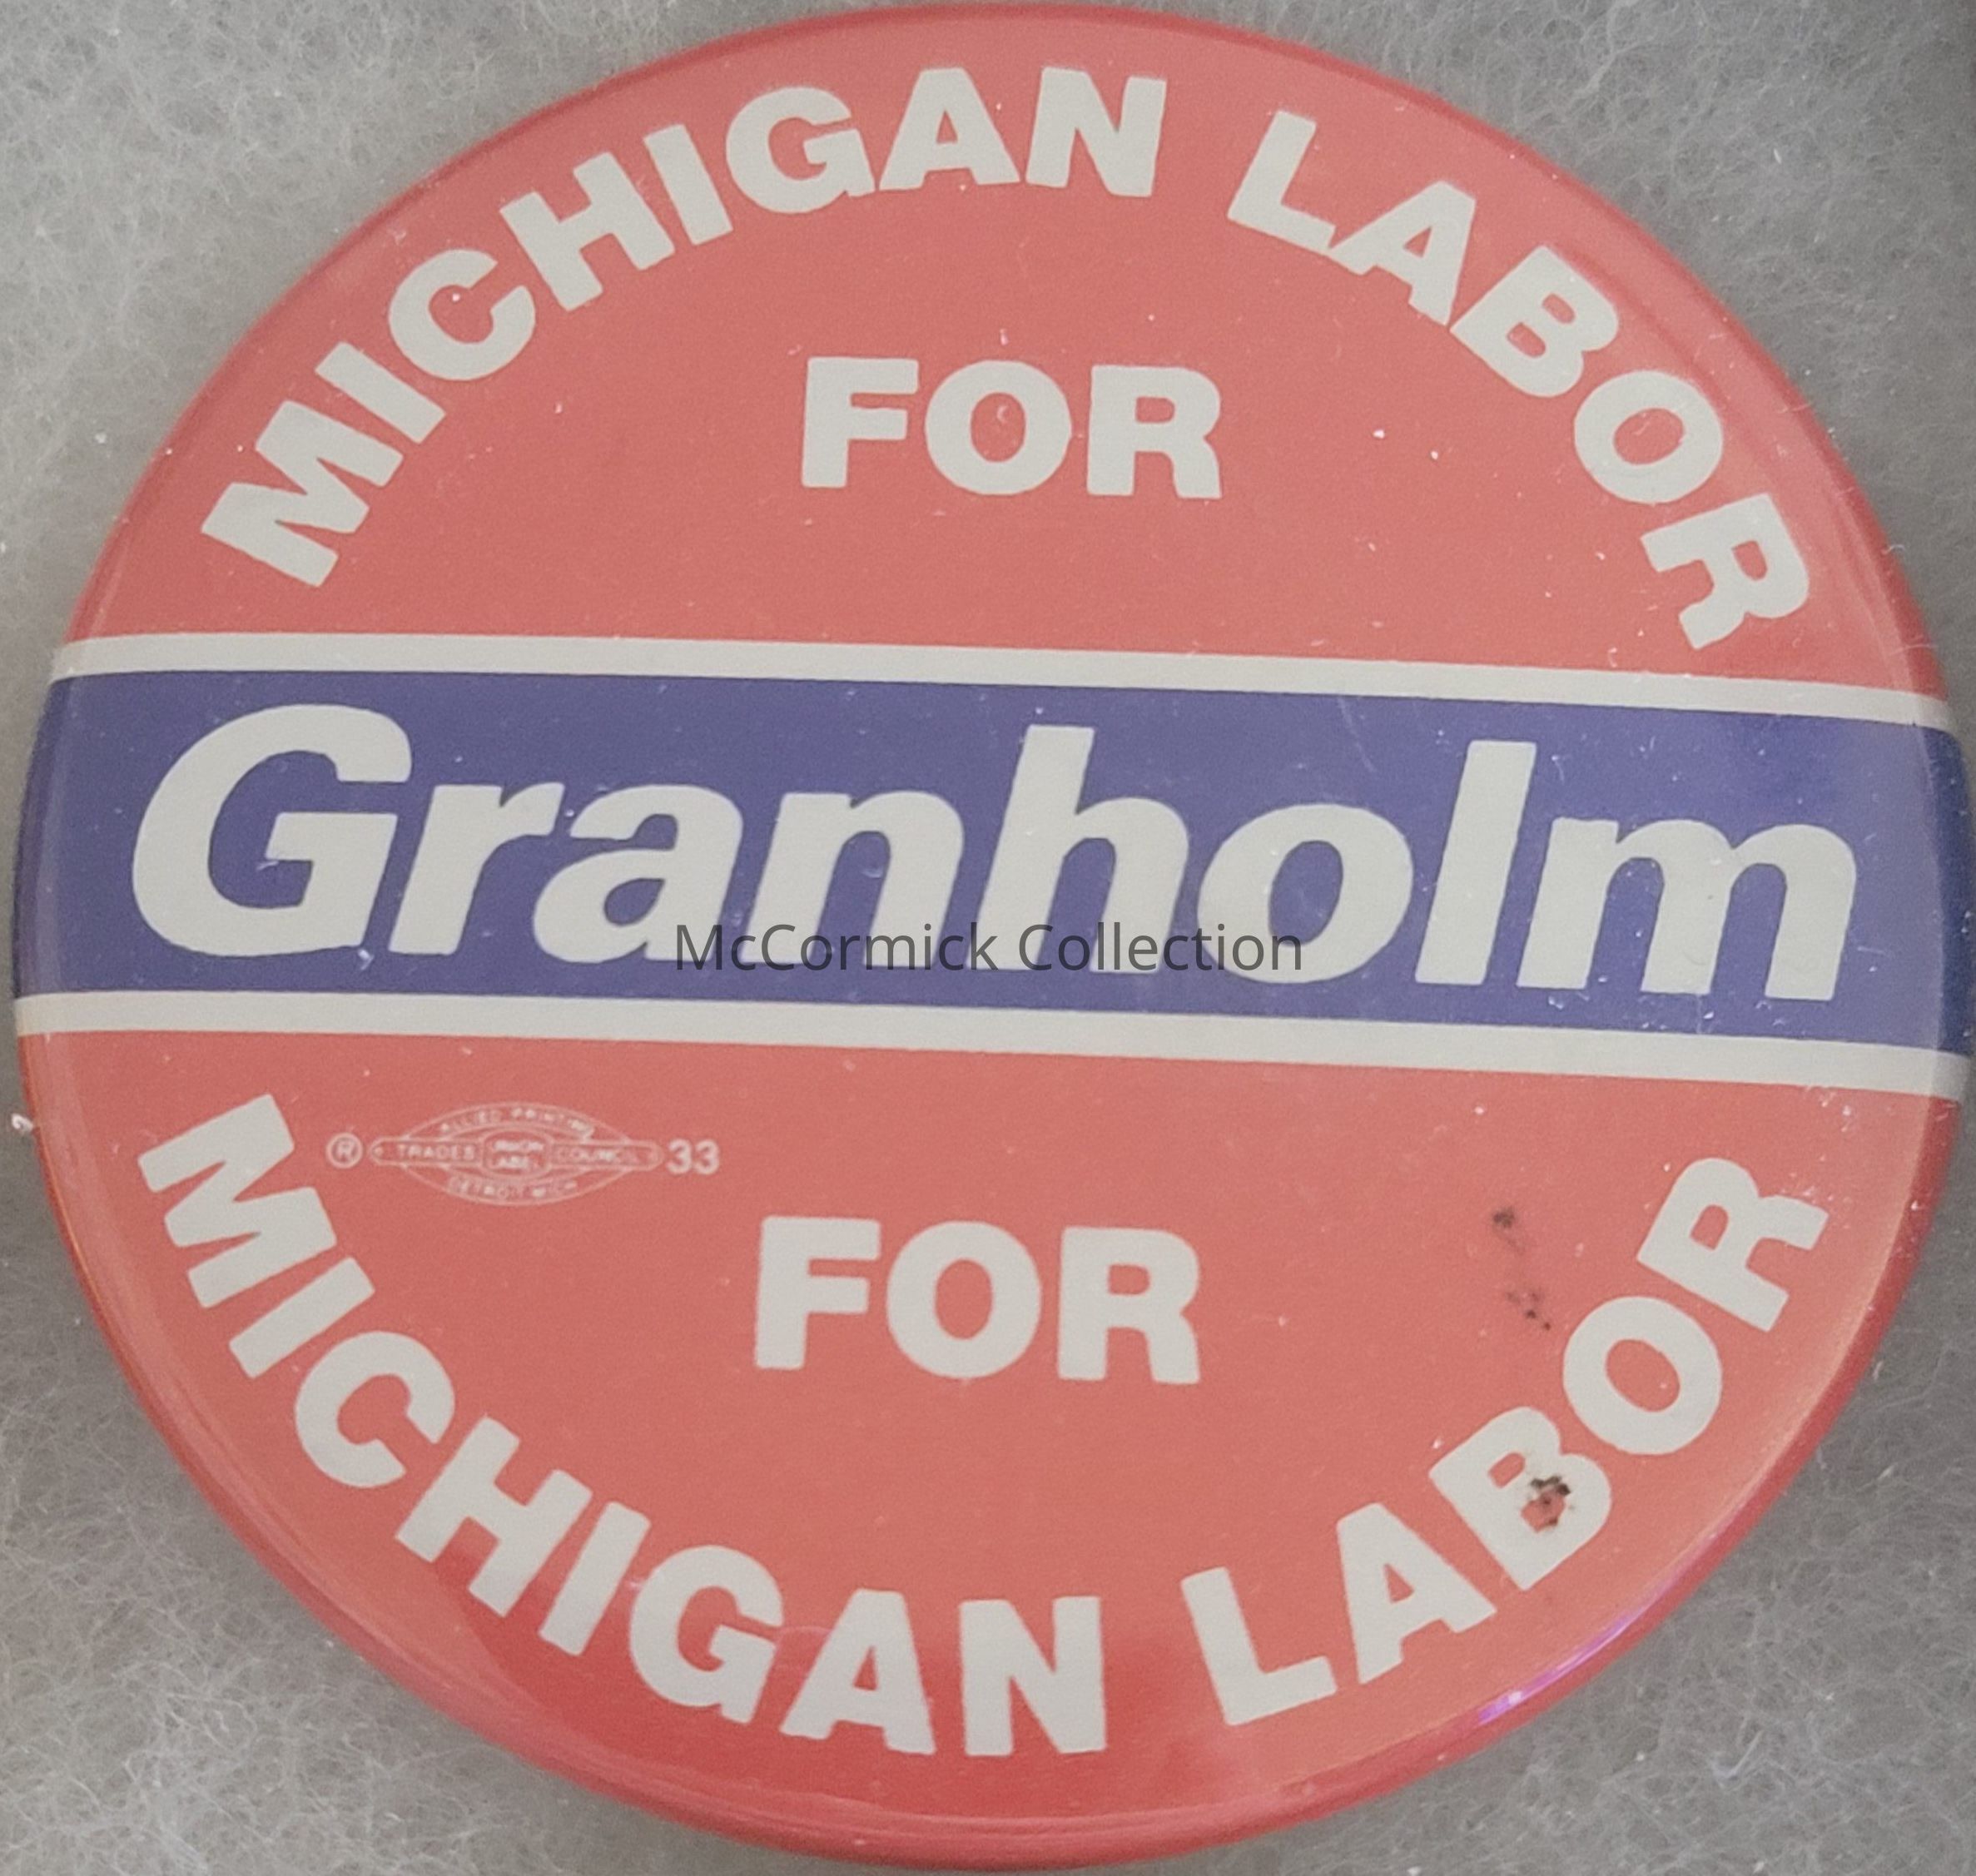 MICHIGAN LABOR
FOR
Granholm
McCormick Collection
ALLIED PRINTING
® TRADES UNION LABEL COUNCIL 33
DETROIT MICH
FOR
MICHIGAN LABOR